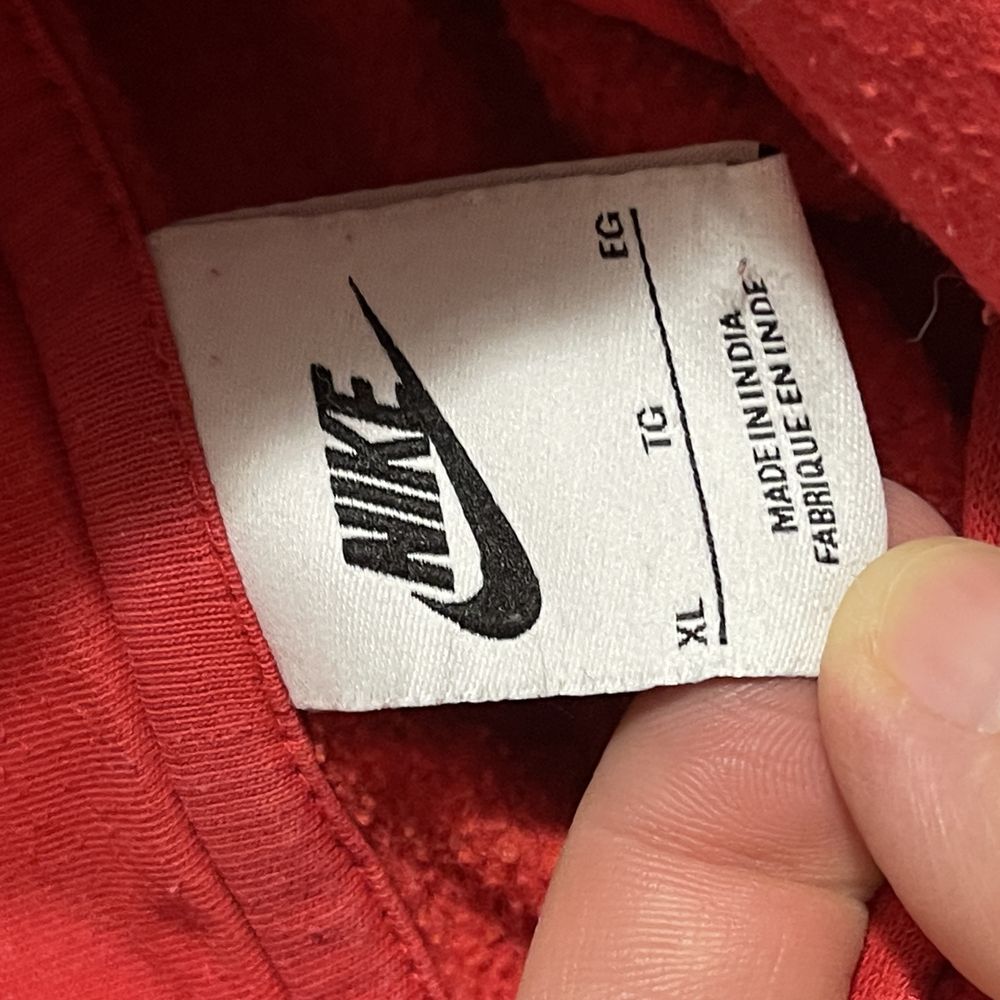 NIKE
XL TG EG
MADE IN INDIA
FABRIQUE EN INDE